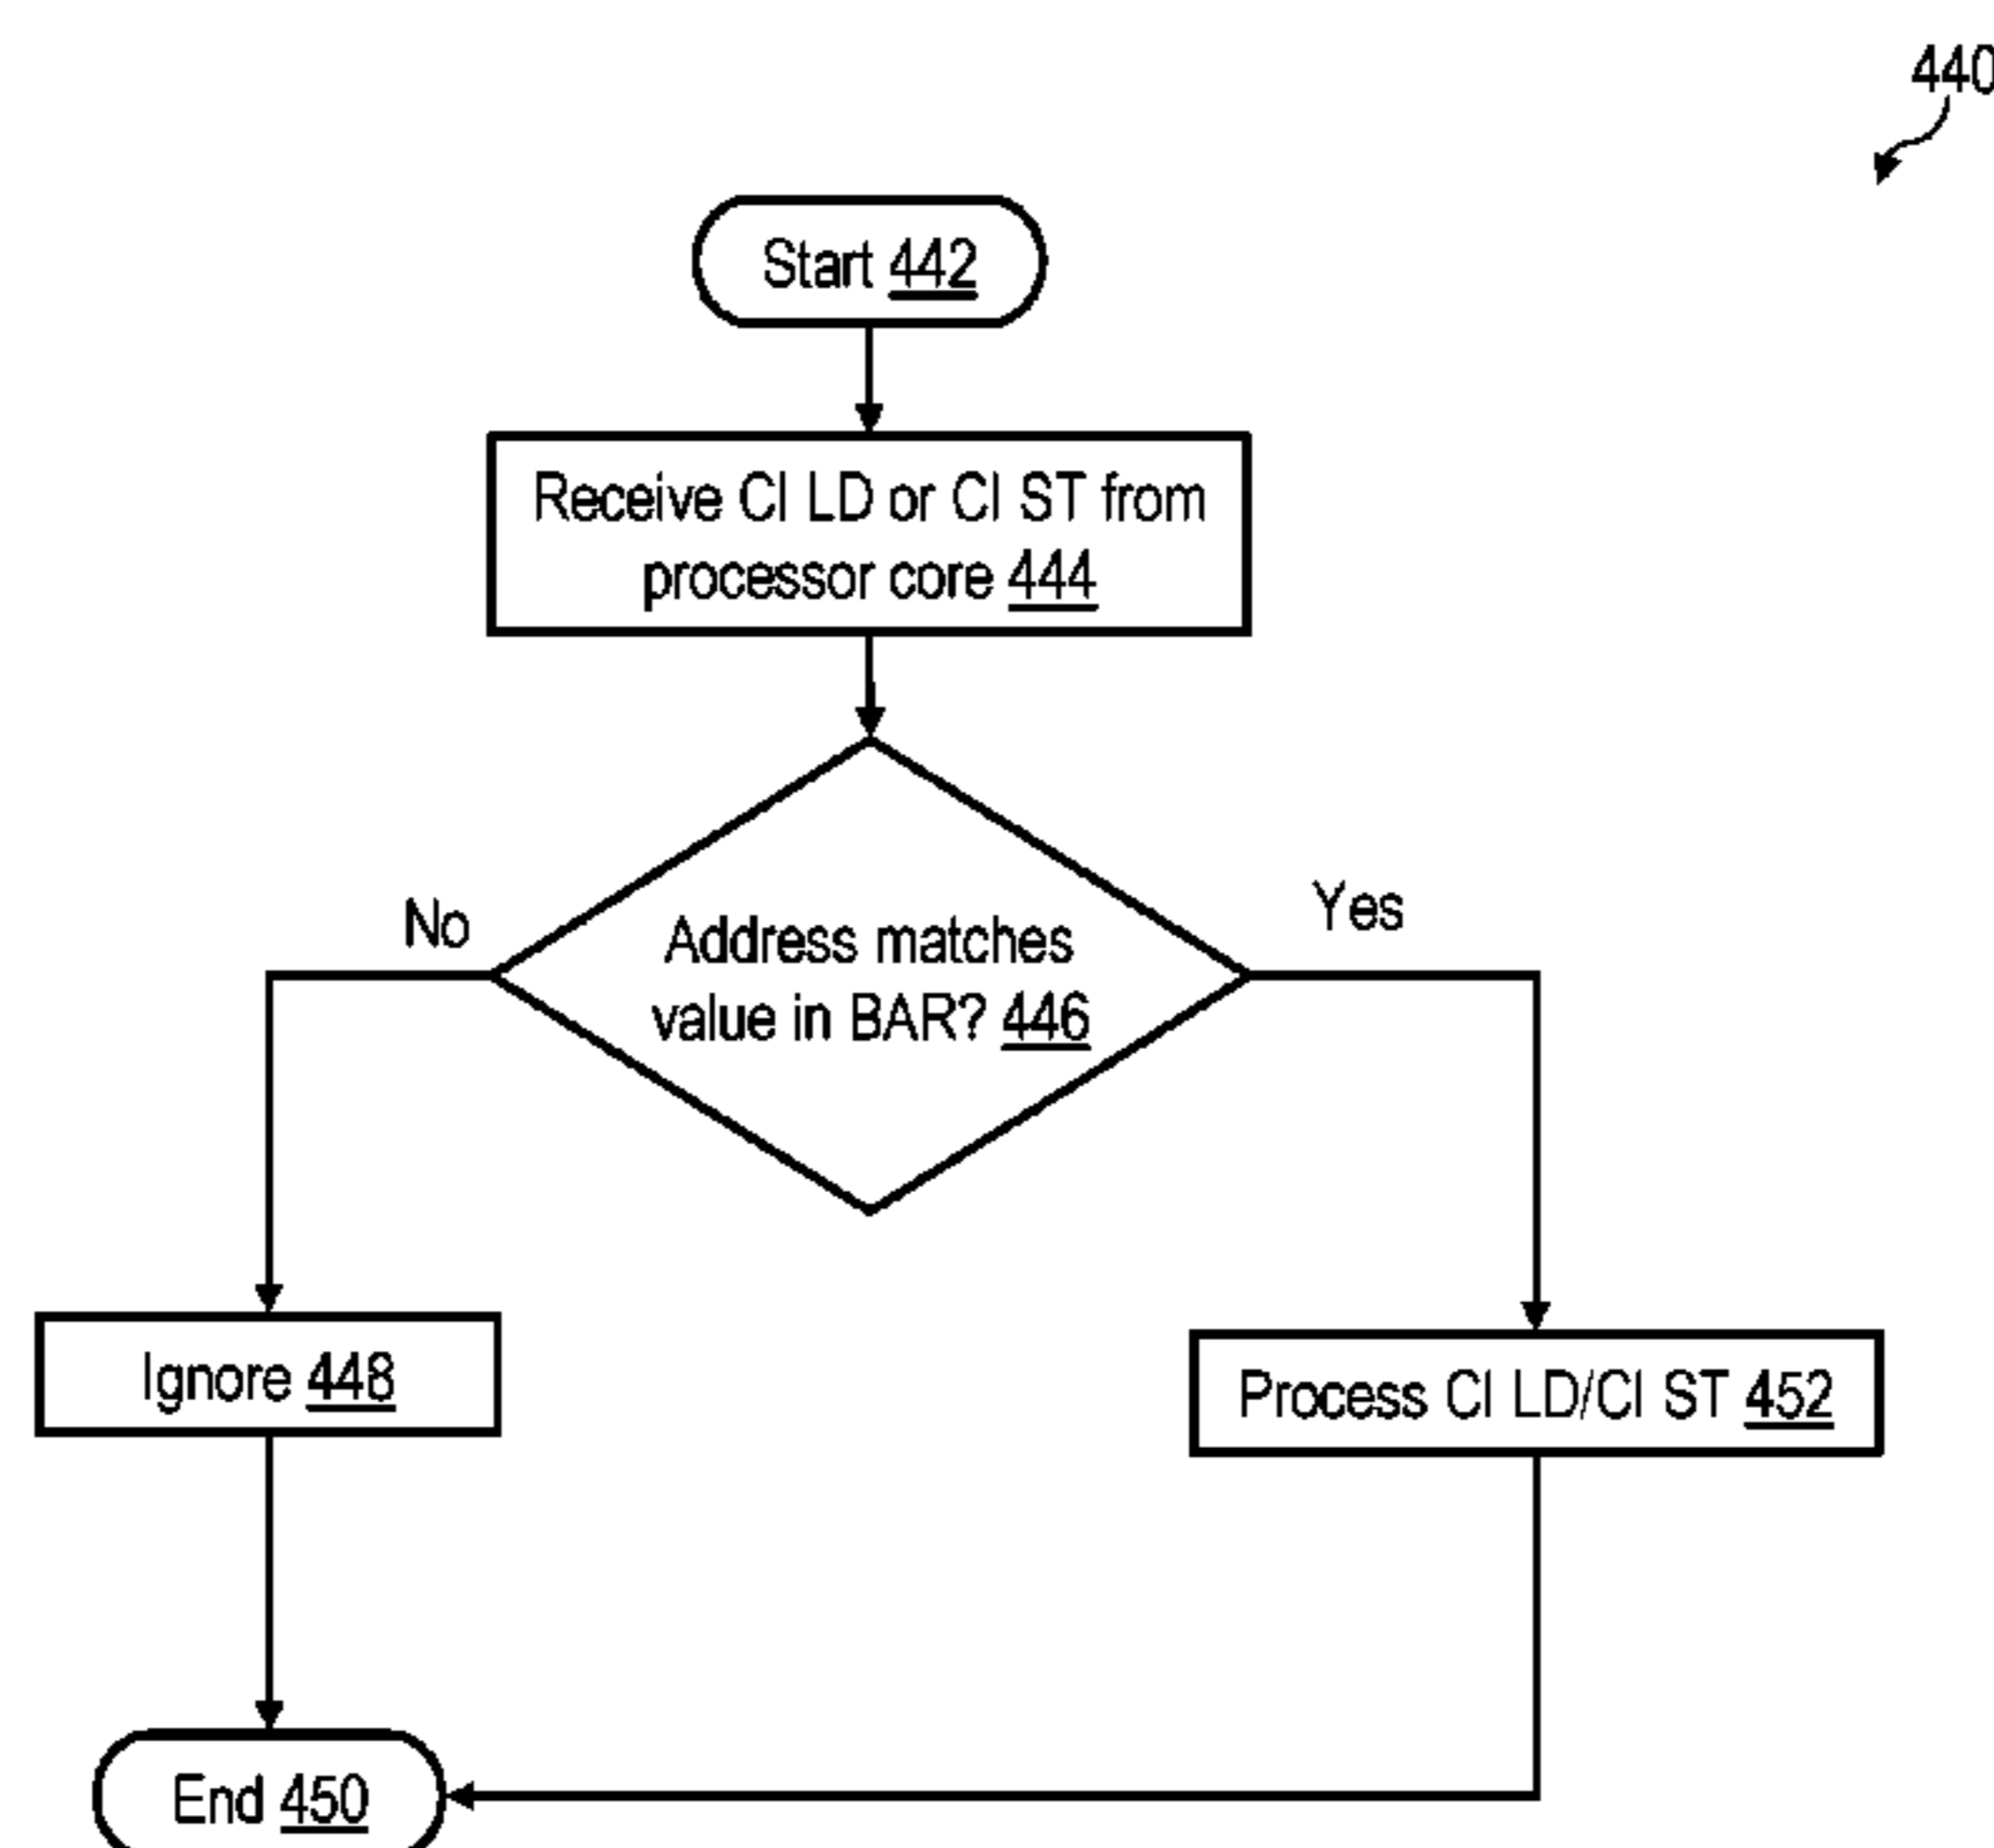 440
Start 442
Receive CI LD or CI ST from
processor core 444
No
Yes
Address matches
value in BAR? 446
Ignore 448
Process CI LD/CI ST 452
End 450